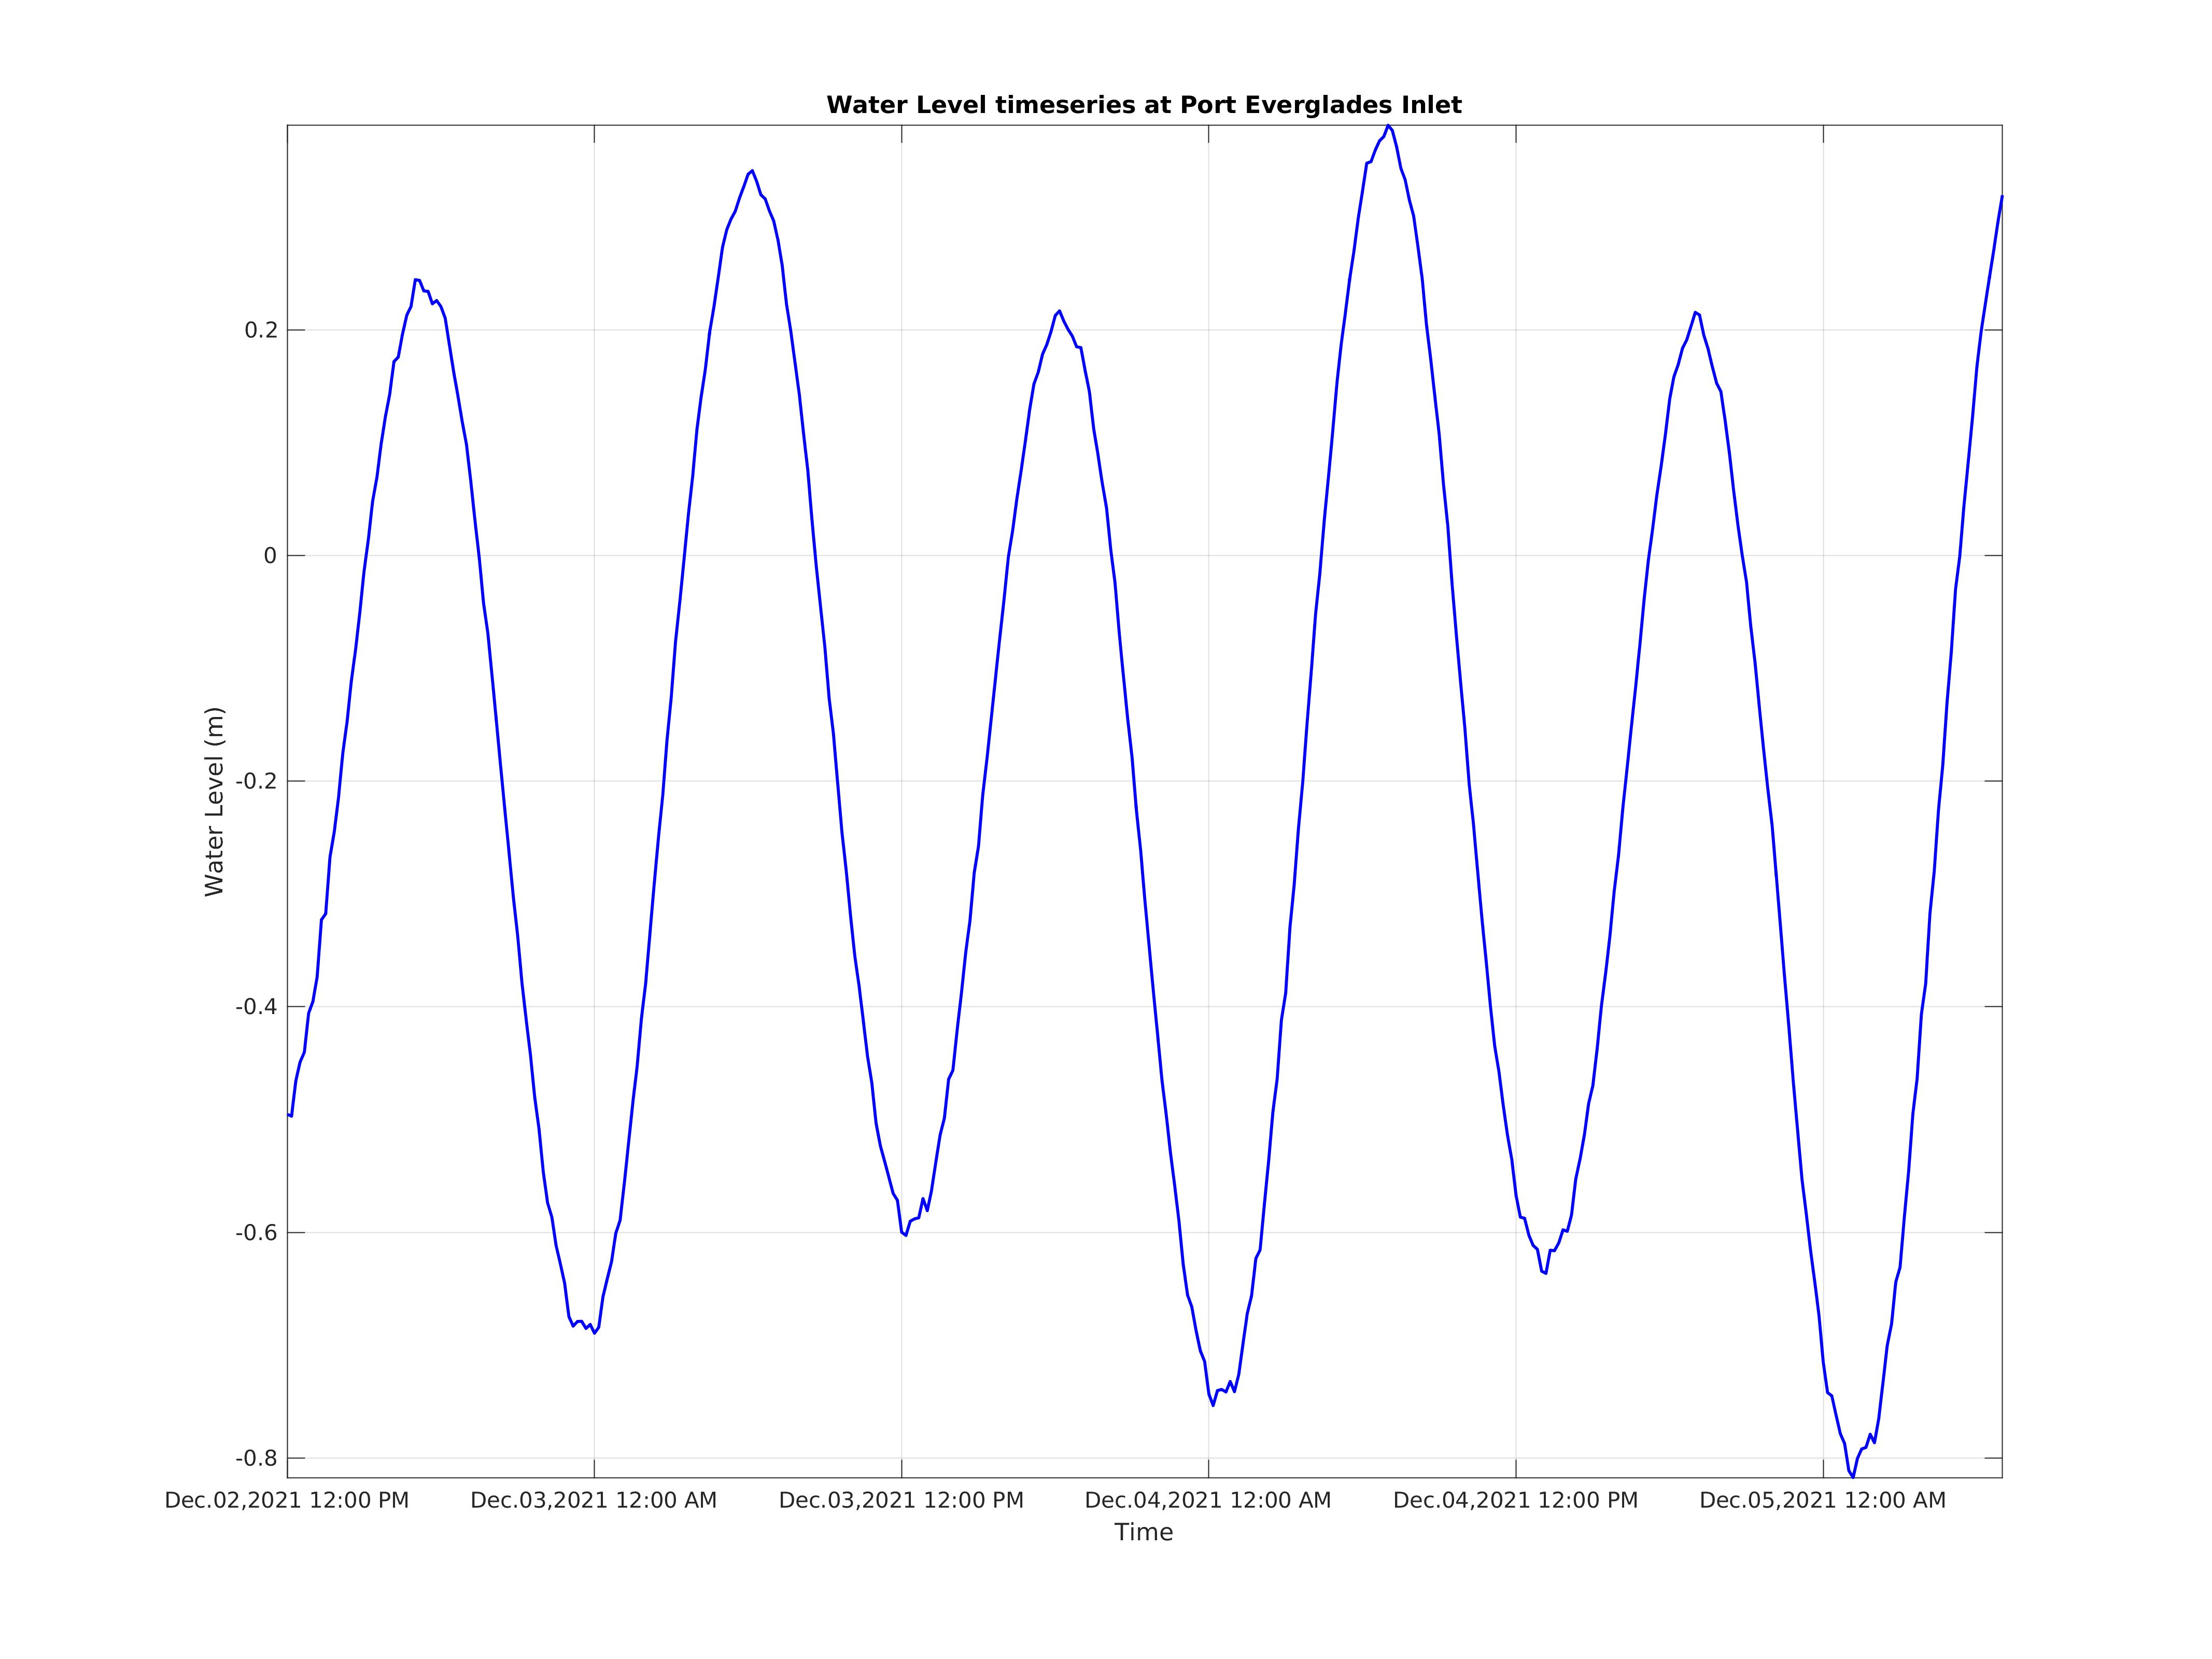 Water Level timeseries at Port Everglades Inlet
0.2
0
-0.2
-0.4
-0.6
-0.8
Water Level (m)
Dec.02,2021 12:00 PM Dec.03,2021 12:00 AM Dec.03,2021 12:00 PM Dec.04,2021 12:00 AM Dec.04,2021 12:00 PM Dec.05,2021 12:00 AM
Time